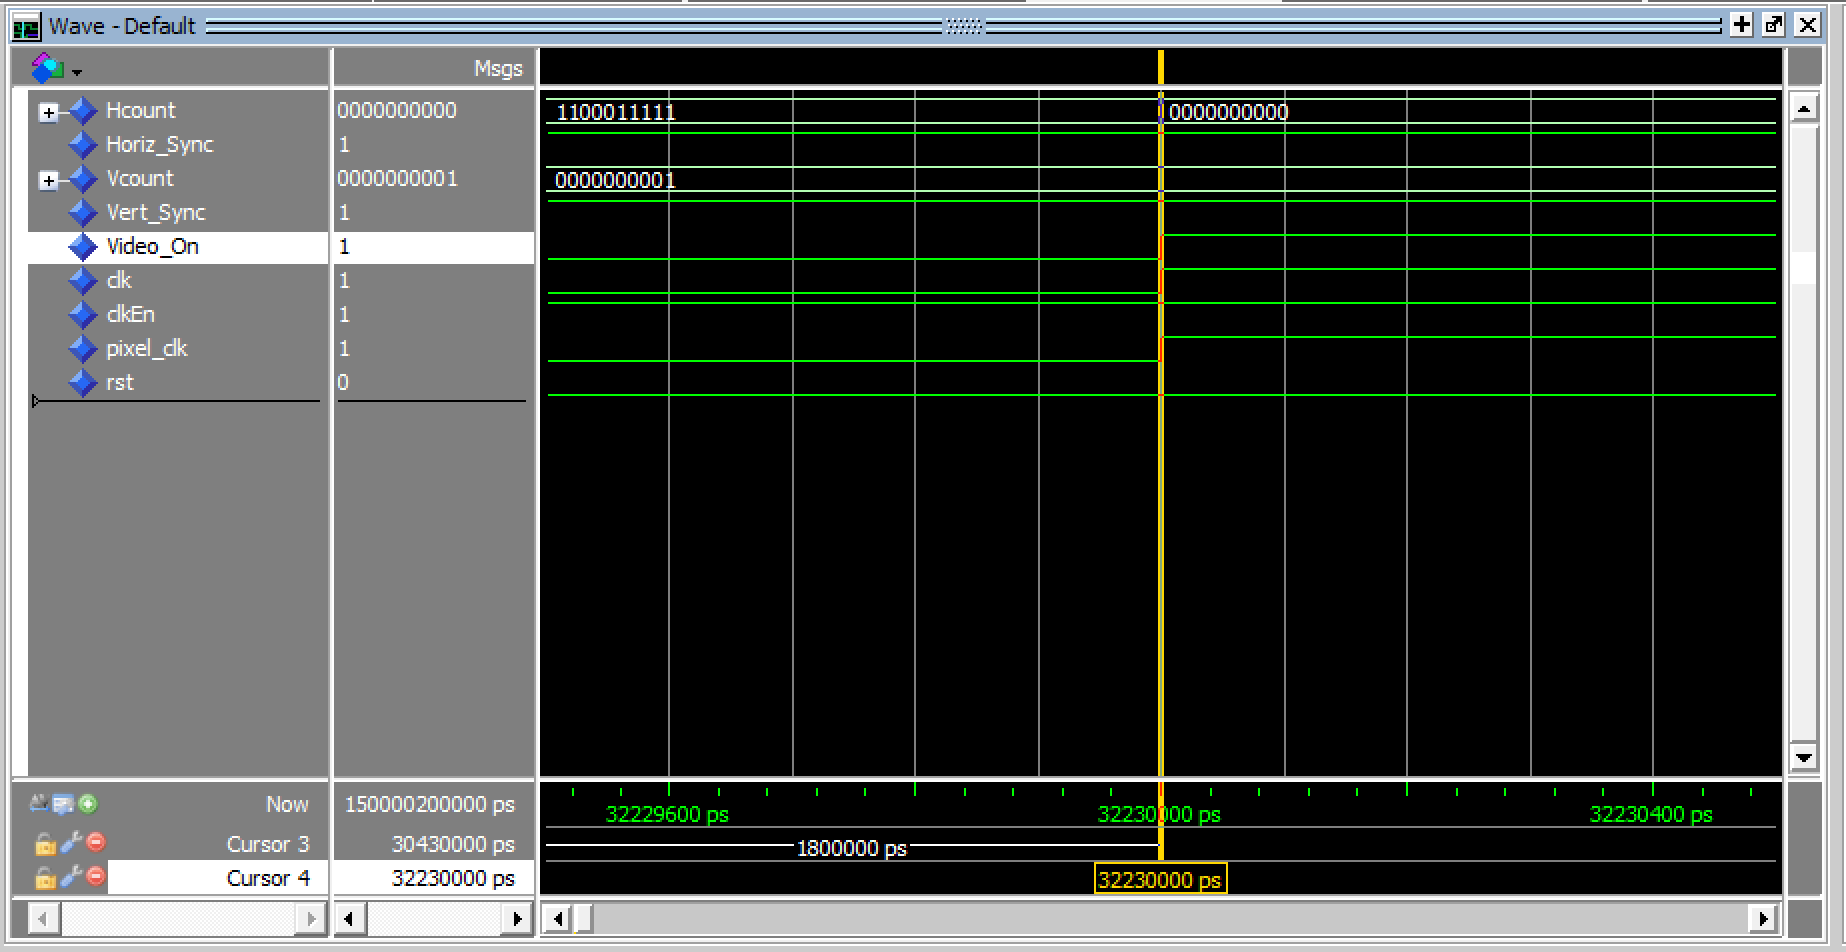 Wave - Default
Msgs
Hcount 0000000000 1100011111 0000000000
Horiz_Sync 1
Vcount 0000000001 0000000001
Vert_Sync 1
Video_On 1
clk 1
clkEn 1
pixel_clk 1
rst 0
Now 150000200000 ps 32229600 ps 32230000 ps 32230400 ps
Cursor 3 30430000 ps 1800000 ps
Cursor 4 32230000 ps 32230000 ps